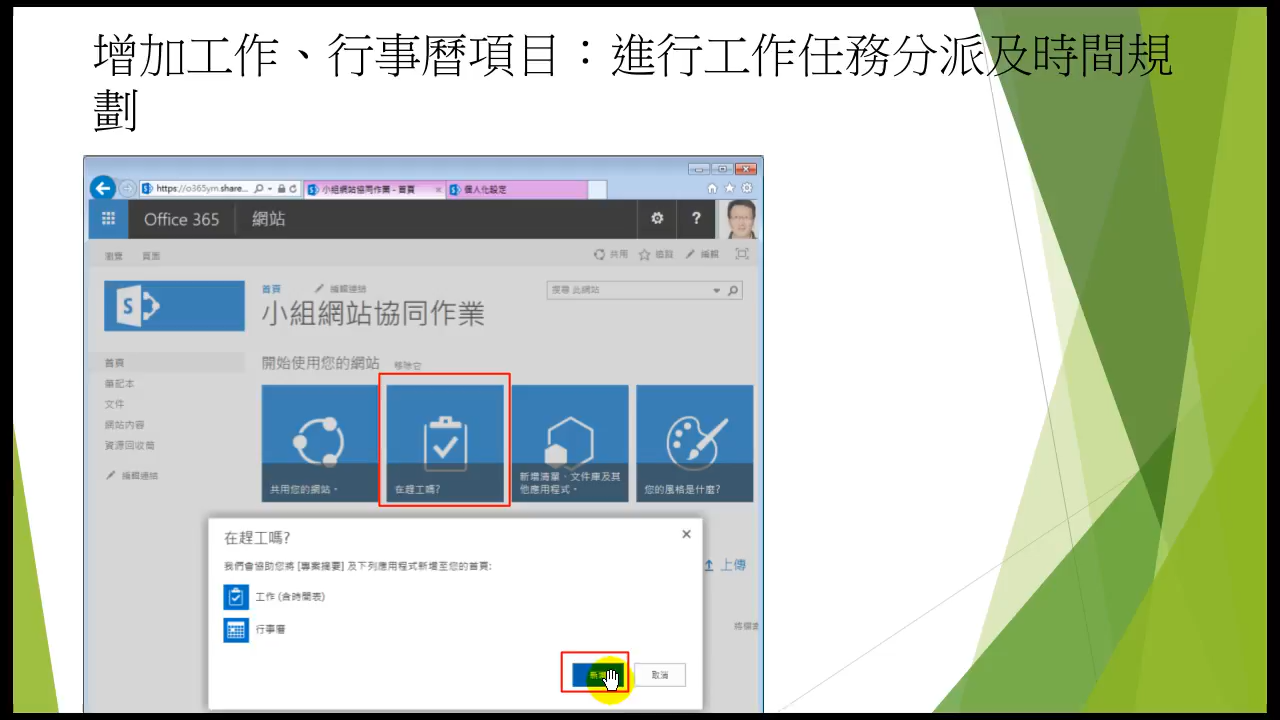 增加工作、行事曆項目：進行工作任務分派及時間規
劃
https://o365ym.share...
小組網站協同作業 - 首頁
個人化設定
Office 365
網站
?
瀏覽
頁面
共用
追蹤
編輯
S
首頁
編輯連結
搜尋 此網站
小組網站協同作業
首頁
筆記本
文件
網站內容
資源回收筒
編輯連結
開始使用您的網站
移除它
共用您的網站。
在趕工嗎?
新增清單、文件庫及其
他應用程式。
您的風格是什麼?
在趕工嗎?
我們會協助您將 [專案摘要] 及下列應用程式新增至您的首頁:
工作 (含時間表)
行事曆
上傳
將檔案
新增
取消